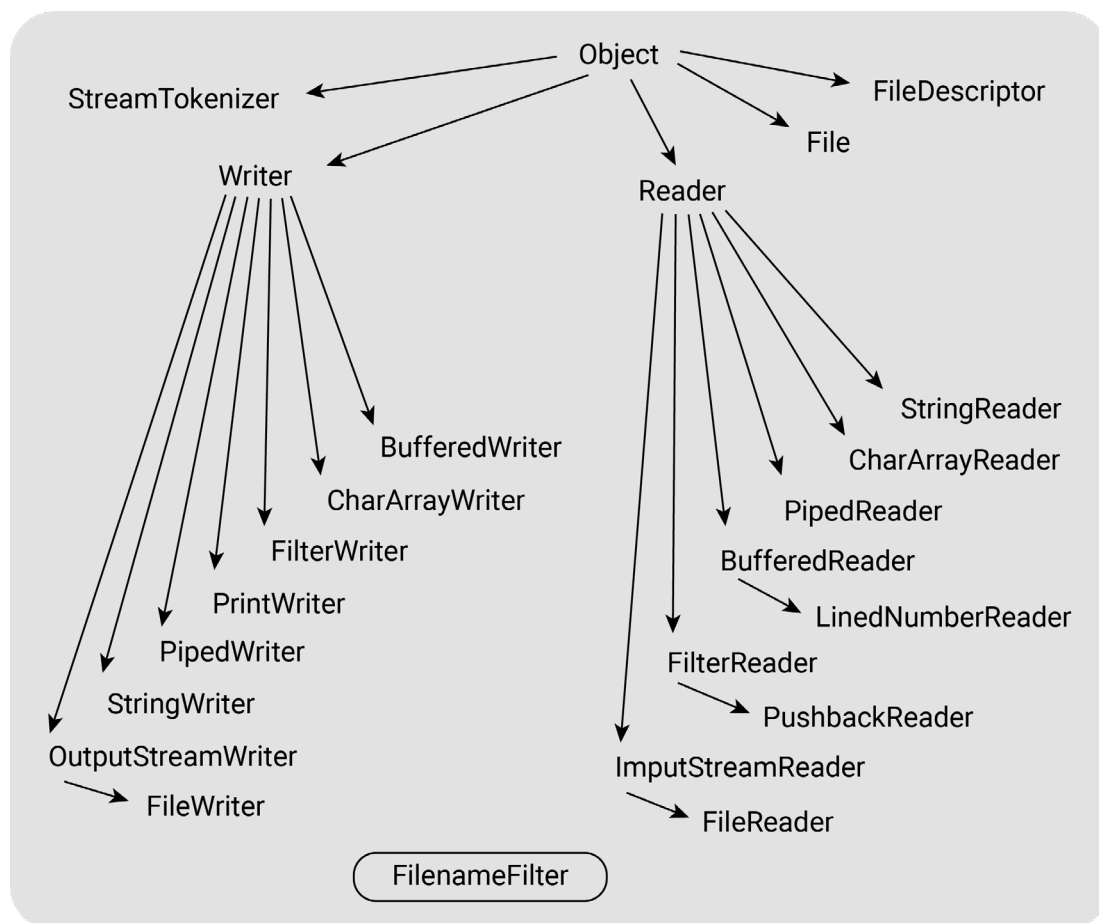 Object
StreamTokenizer
FileDescriptor
File
Writer
Reader
StringReader
BufferedWriter
CharArrayReader
CharArrayWriter
PipedReader
FilterWriter
BufferedReader
PrintWriter
LinedNumberReader
PipedWriter
FilterReader
StringWriter
PushbackReader
OutputStreamWriter
ImputStreamReader
FileWriter
FileReader
FilenameFilter